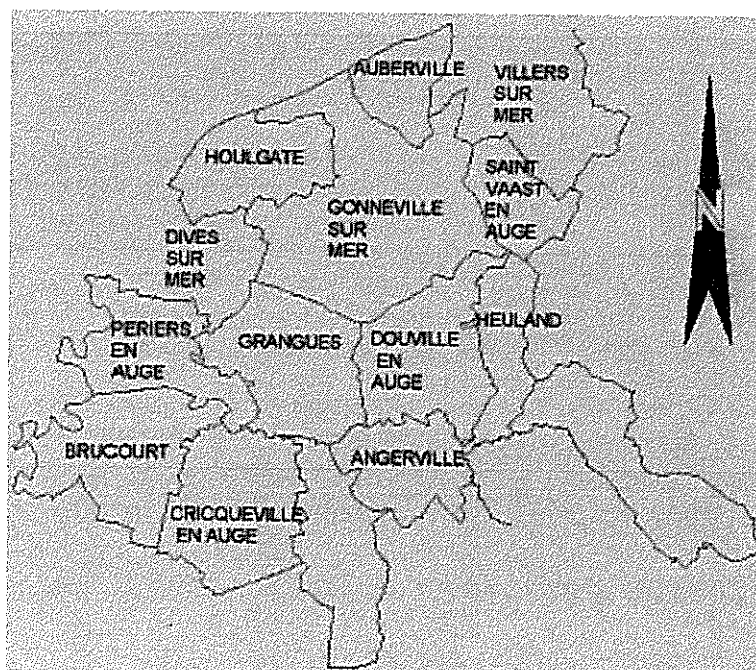 AUBERVILLE
VILLERS
SUR
MER
HOULGATE
SAINT
VAAST
EN
AUGE
GONNEVILLE
SUR
MER
N
DIVES
SUR
MER
PERIERS
EN
AUGE
GRANGUES
DOUVILLE
EN
AUGE
HEULAND
BRUCOURT
ANGERVILLE
CRICQUEVILLE
EN AUGE